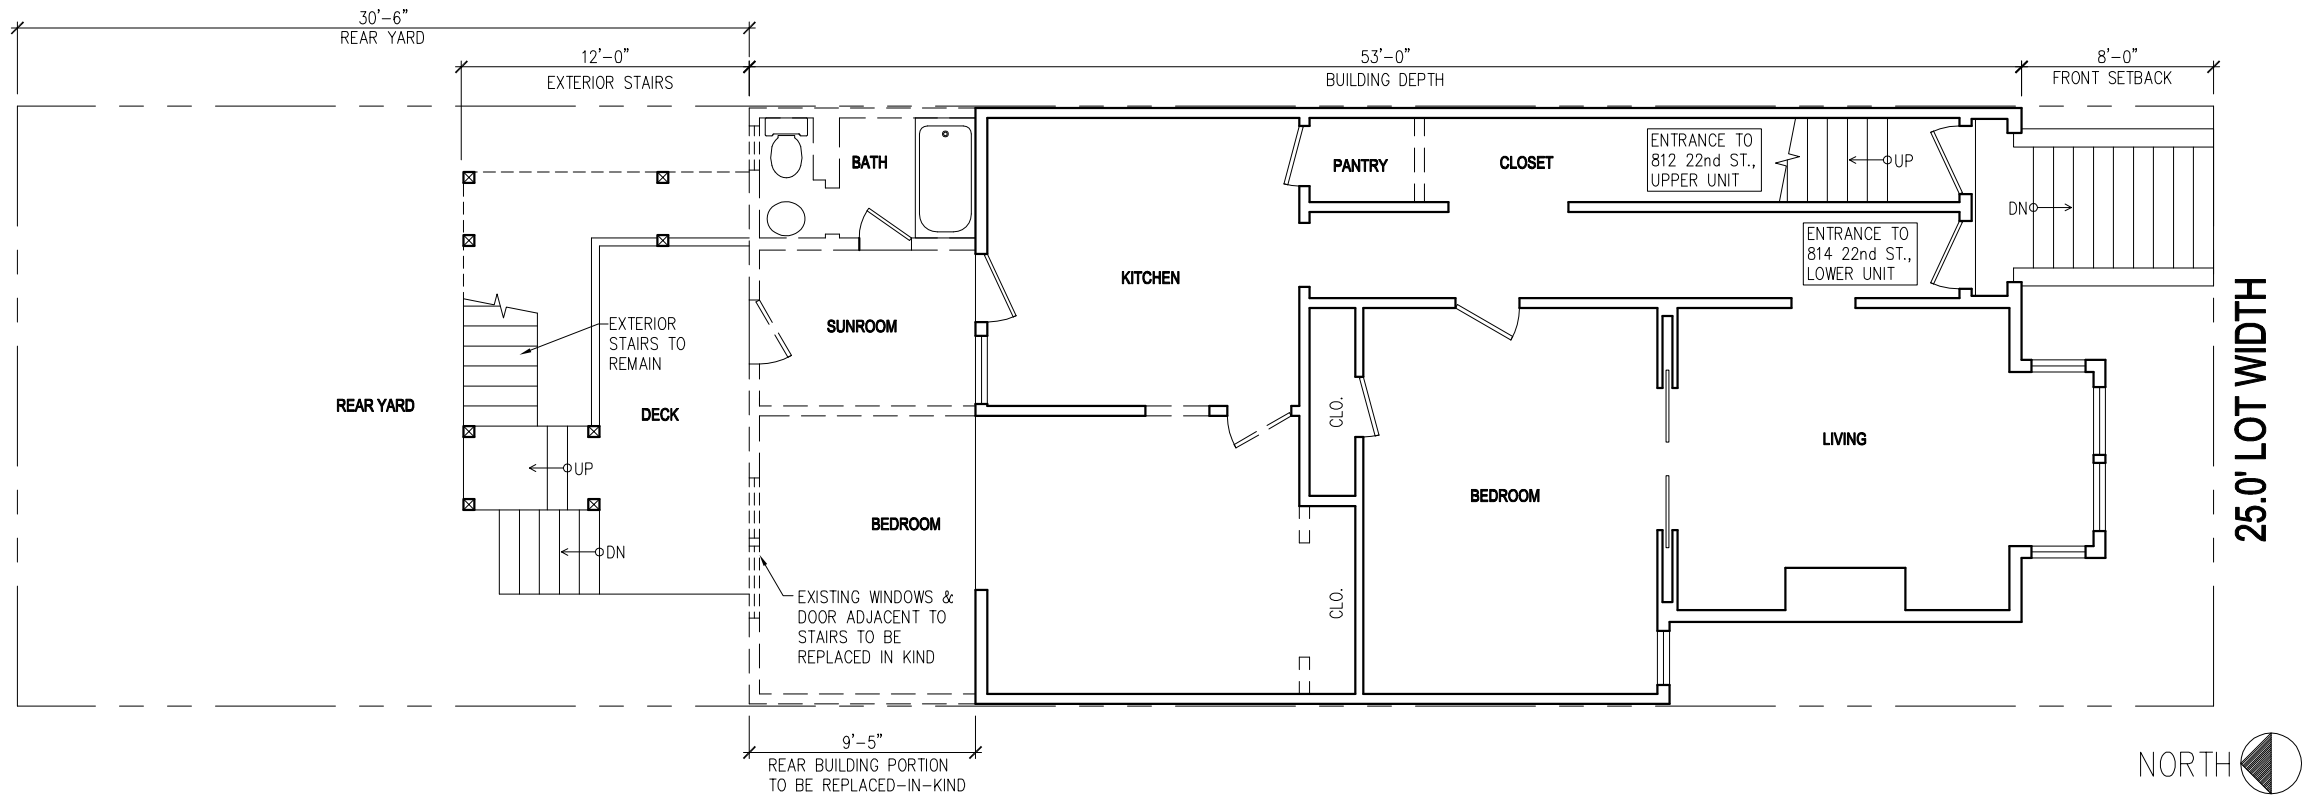 30'-6"
REAR YARD
12'-0"
EXTERIOR STAIRS
53'-0"
BUILDING DEPTH
8'-0"
FRONT SETBACK
BATH
PANTRY
CLOSET
ENTRANCE TO
812 22nd ST.,
UPPER UNIT
UP
DN
ENTRANCE TO
814 22nd ST.,
LOWER UNIT
KITCHEN
SUNROOM
EXTERIOR
STAIRS TO
REMAIN
REAR YARD
DECK
CLO.
LIVING
25.0' LOT WIDTH
UP
BEDROOM
BEDROOM
DN
EXISTING WINDOWS &
DOOR ADJACENT TO
STAIRS TO BE
REPLACED IN KIND
CLO.
9'-5"
REAR BUILDING PORTION
TO BE REPLACED-IN-KIND
NORTH